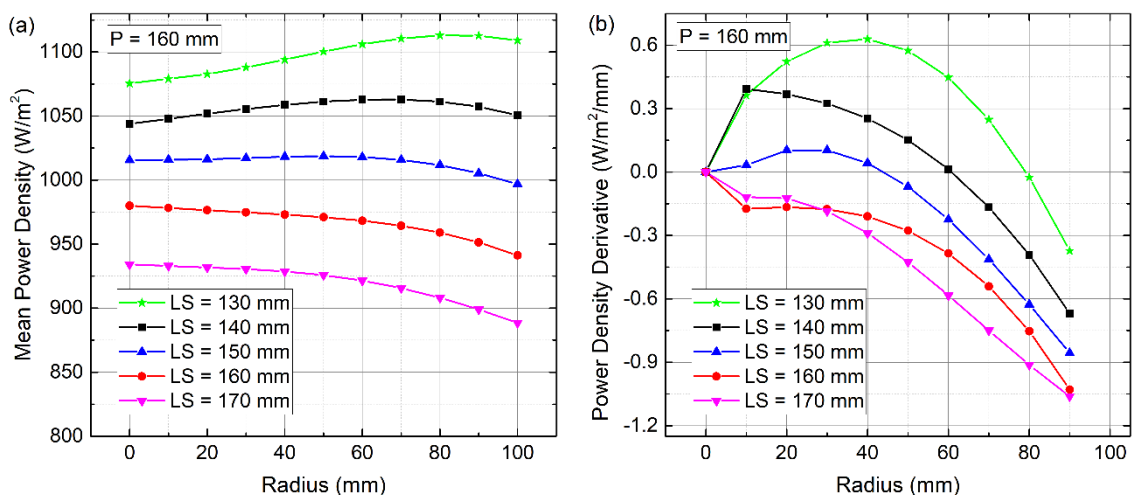 (a)
P = 160 mm
1100
1050
1000
950
900
850
800
Mean Power Density (W/m²)
LS = 130 mm
LS = 140 mm
LS = 150 mm
LS = 160 mm
LS = 170 mm
0 20 40 60 80 100
Radius (mm)
(b)
P = 160 mm
0.6
0.3
0.0
-0.3
-0.6
-0.9
-1.2
Power Density Derivative (W/m²/mm)
LS = 130 mm
LS = 140 mm
LS = 150 mm
LS = 160 mm
LS = 170 mm
0 20 40 60 80 100
Radius (mm)